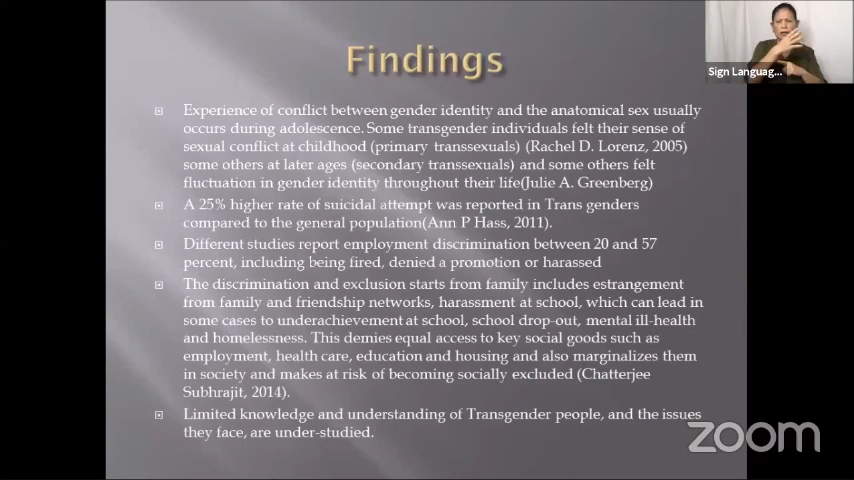 Findings
Sign Languag...
Experience of conflict between gender identity and the anatomical sex usually
occurs during adolescence. Some transgender individuals felt their sense of
sexual conflict at childhood (primary transsexuals) (Rachel D. Lorenz, 2005)
some others at later ages (secondary transsexuals) and some others felt
fluctuation in gender identity throughout their life(Julie A. Greenberg)
A 25% higher rate of suicidal attempt was reported in Trans genders
compared to the general population(Ann P Hass, 2011).
Different studies report employment discrimination between 20 and 57
percent, including being fired, denied a promotion or harassed
The discrimination and exclusion starts from family includes estrangement
from family and friendship networks, harassment at school, which can lead in
some cases to underachievement at school, school drop-out, mental ill-health
and homelessness. This demies equal access to key social goods such as
employment, health care, education and housing and also marginalizes them
in society and makes at risk of becoming socially excluded (Chatterjee
Subhrajit, 2014).
Limited knowledge and understanding of Transgender people, and the issues
they face, are under-studied.
zoom